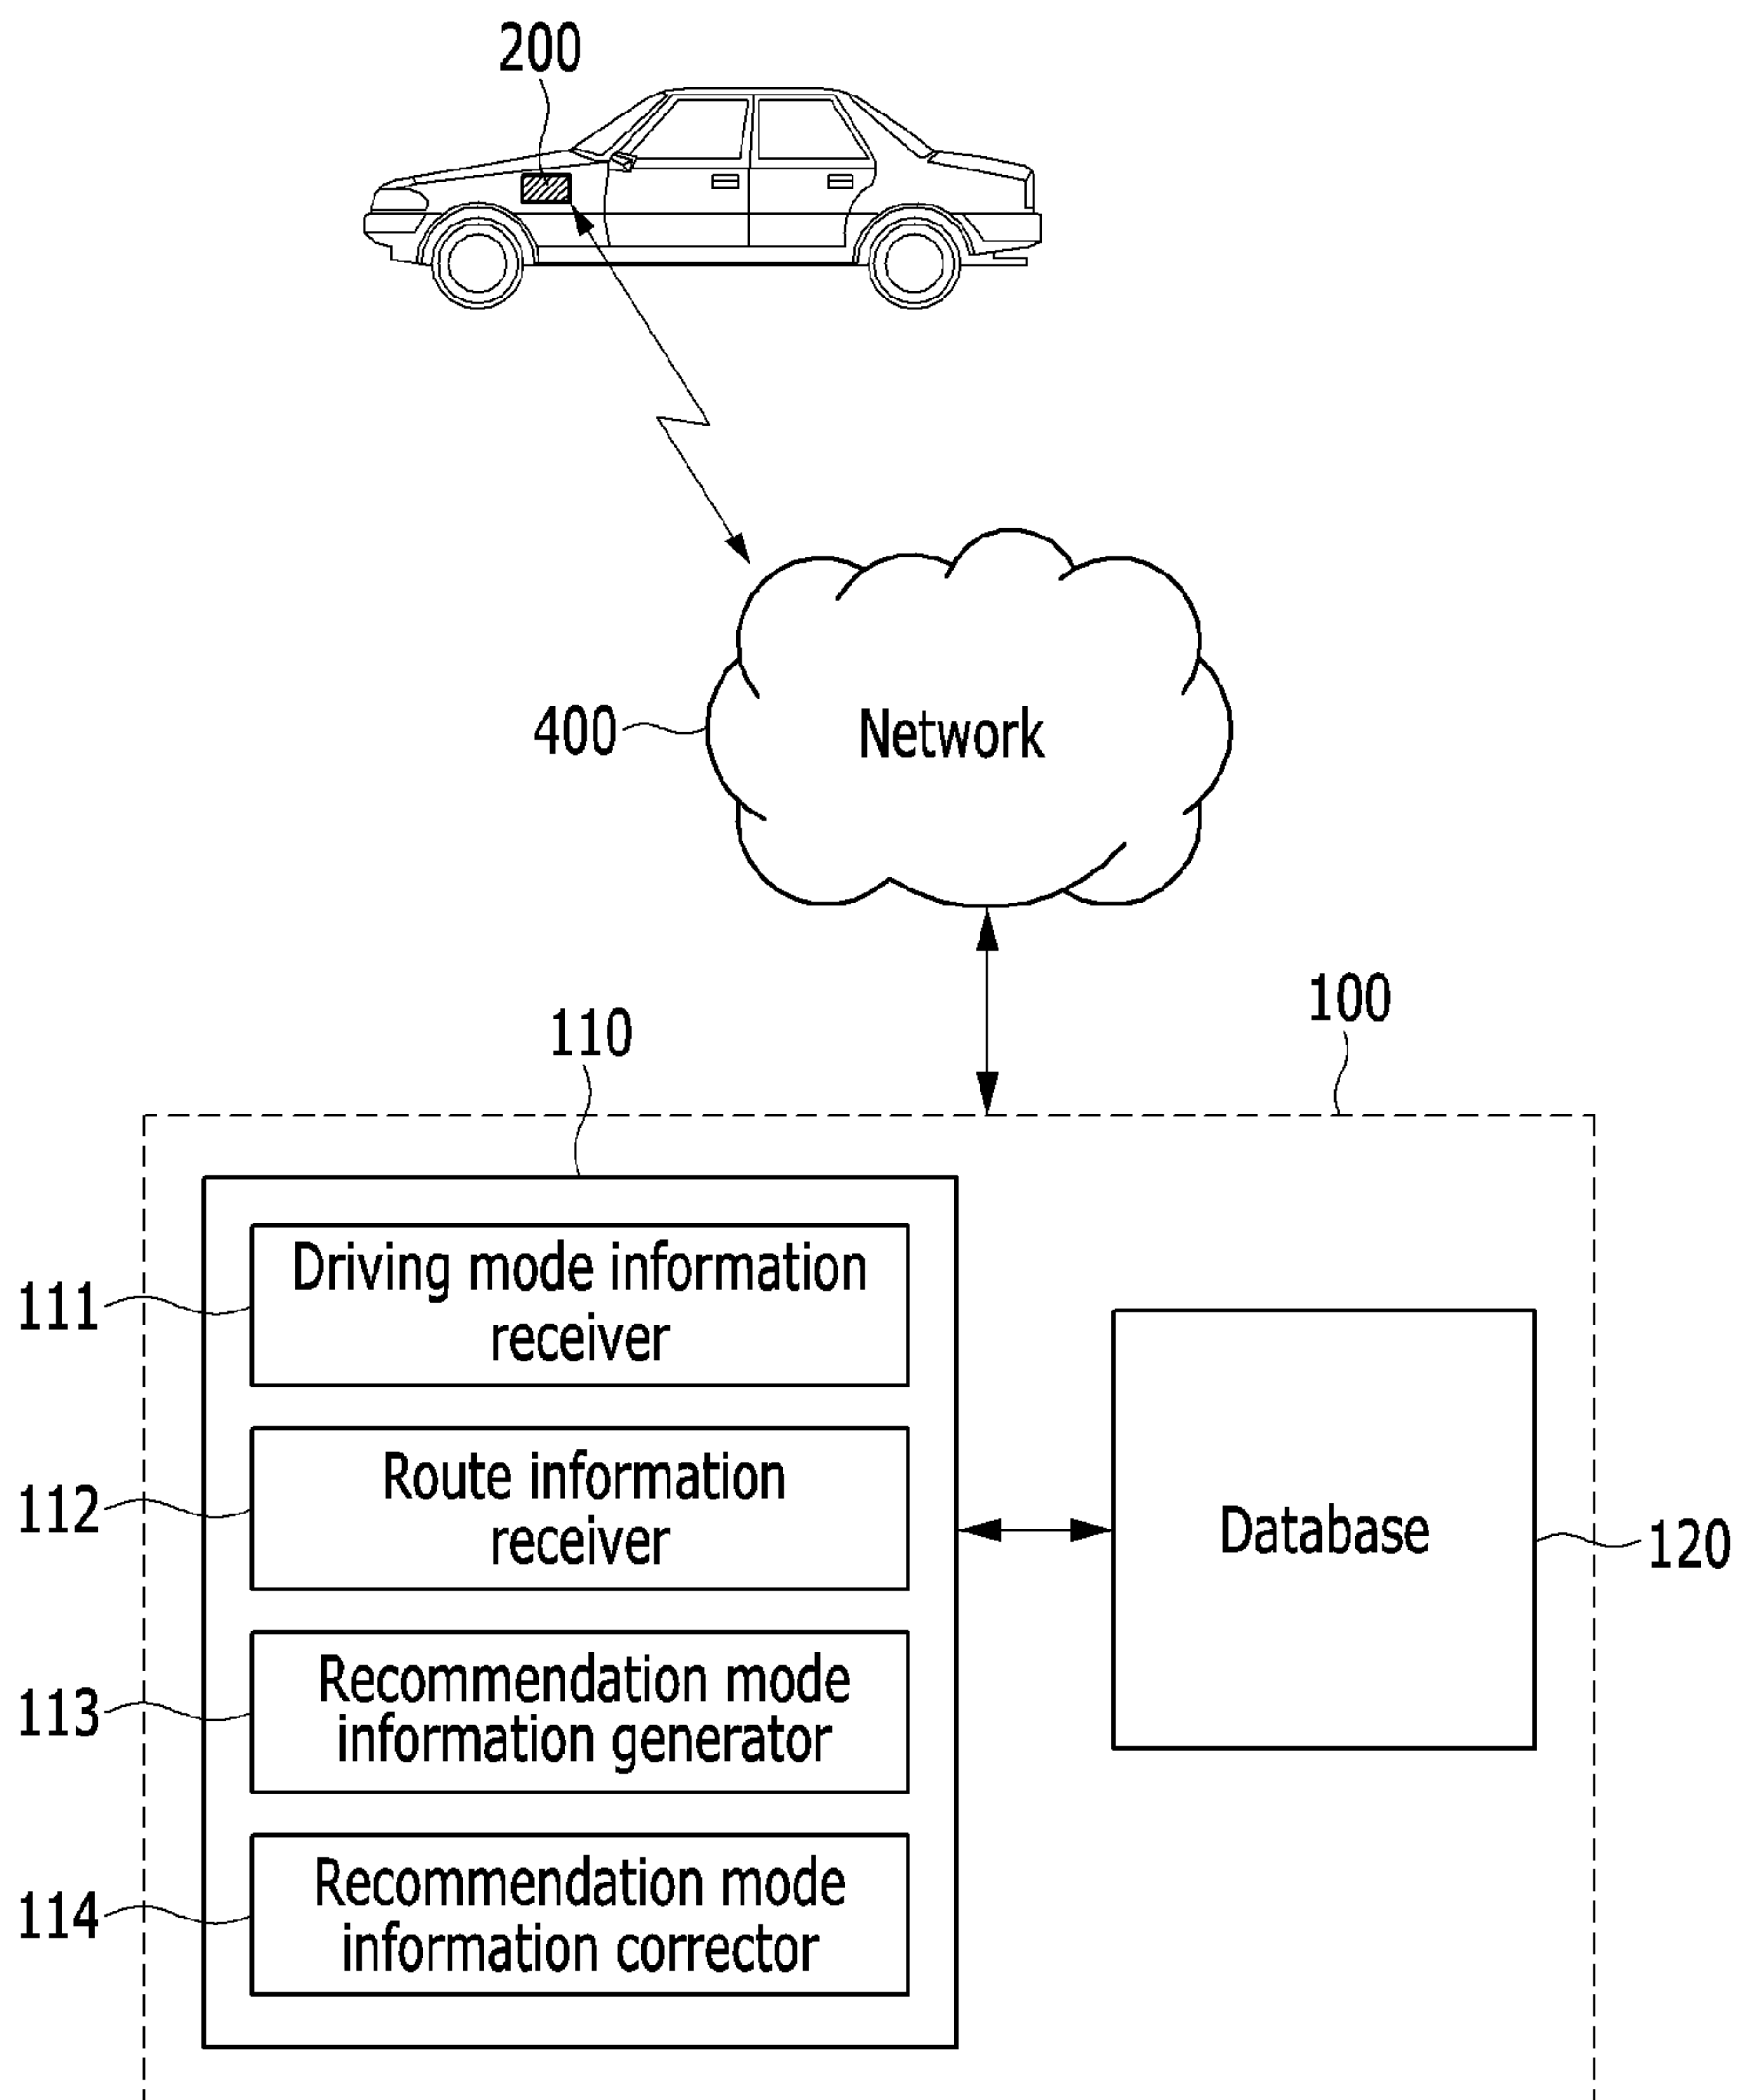 200
400
Network
100
110
111
Driving mode information
receiver
112
Route information
receiver
Database
120
113
Recommendation mode
information generator
114
Recommendation mode
information corrector